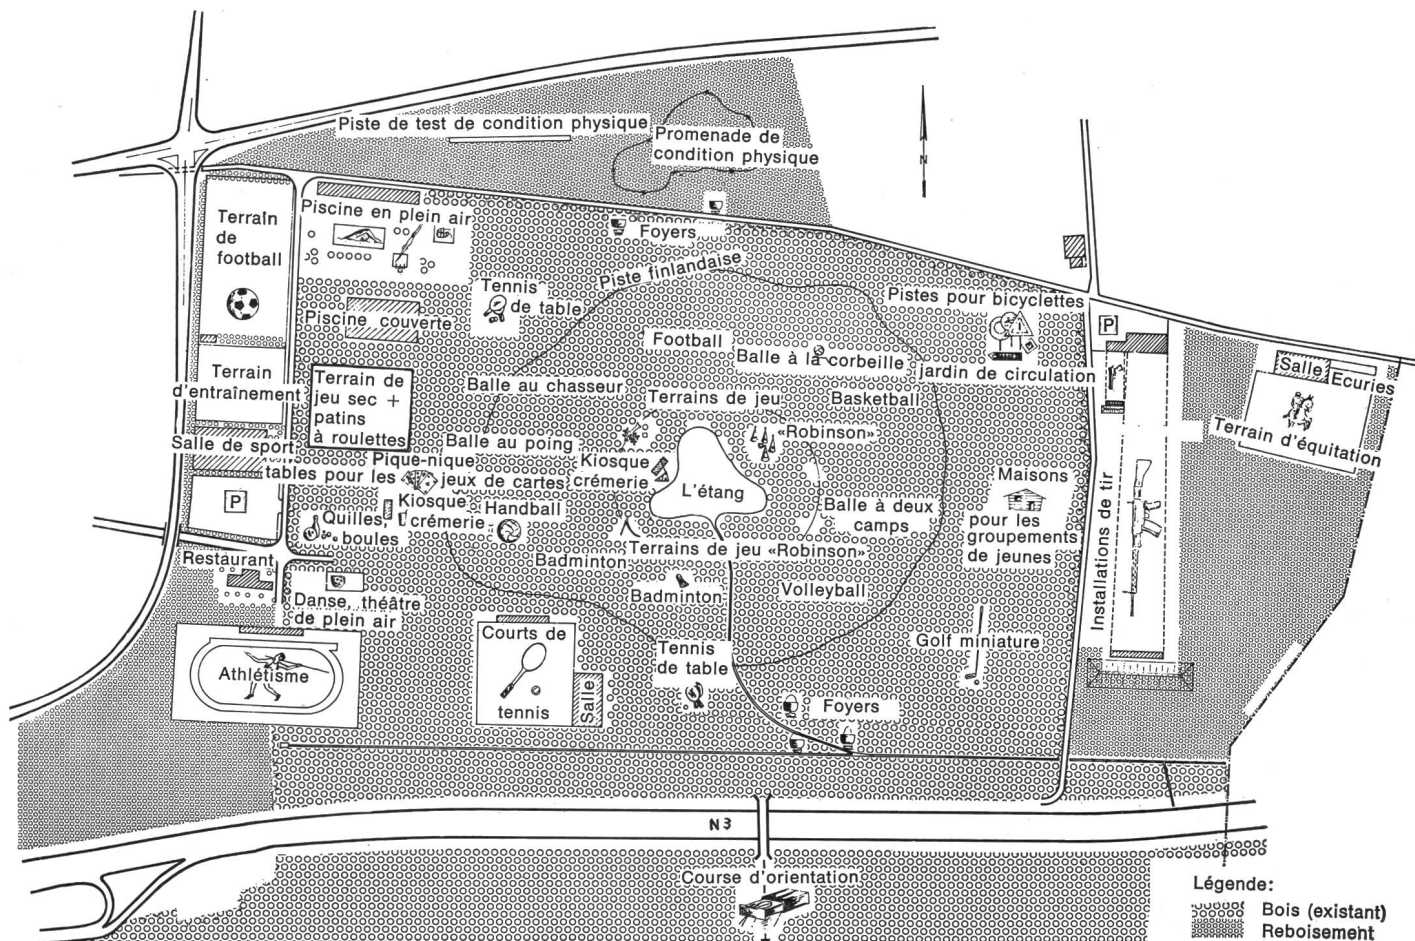 Piste de test de condition physique
Promenade de
condition physique
N
Terrain
de
football
Piscine en plein air
Foyers
Piste finlandaise
Tennis
de table
Pistes pour bicyclettes
P
Piscine couverte
Football
Balle à la corbeille
jardin de circulation
Salle
Ecuries
Terrain
d'entraînement
Terrain de
jeu sec +
patins
à roulettes
Balle au chasseur
Terrains de jeu
Basketball
«Robinson»
Terrain d'équitation
Salle de sport
Balle au poing
Pique-nique
tables pour les jeux de cartes
Kiosque
crémerie
L'étang
Maisons
pour les
groupements
de jeunes
P
Kiosque
crémerie
Handball
Balle à deux
camps
Quilles,
boules
Installations de tir
Restaurant
Badminton
Terrains de jeu «Robinson»
Danse, théâtre
de plein air
Badminton
Volleyball
Courts de
tennis
Salle
Golf miniature
Tennis
de table
Athlétisme
Foyers
N3
Course d'orientation
Légende:
Bois (existant)
Reboisement